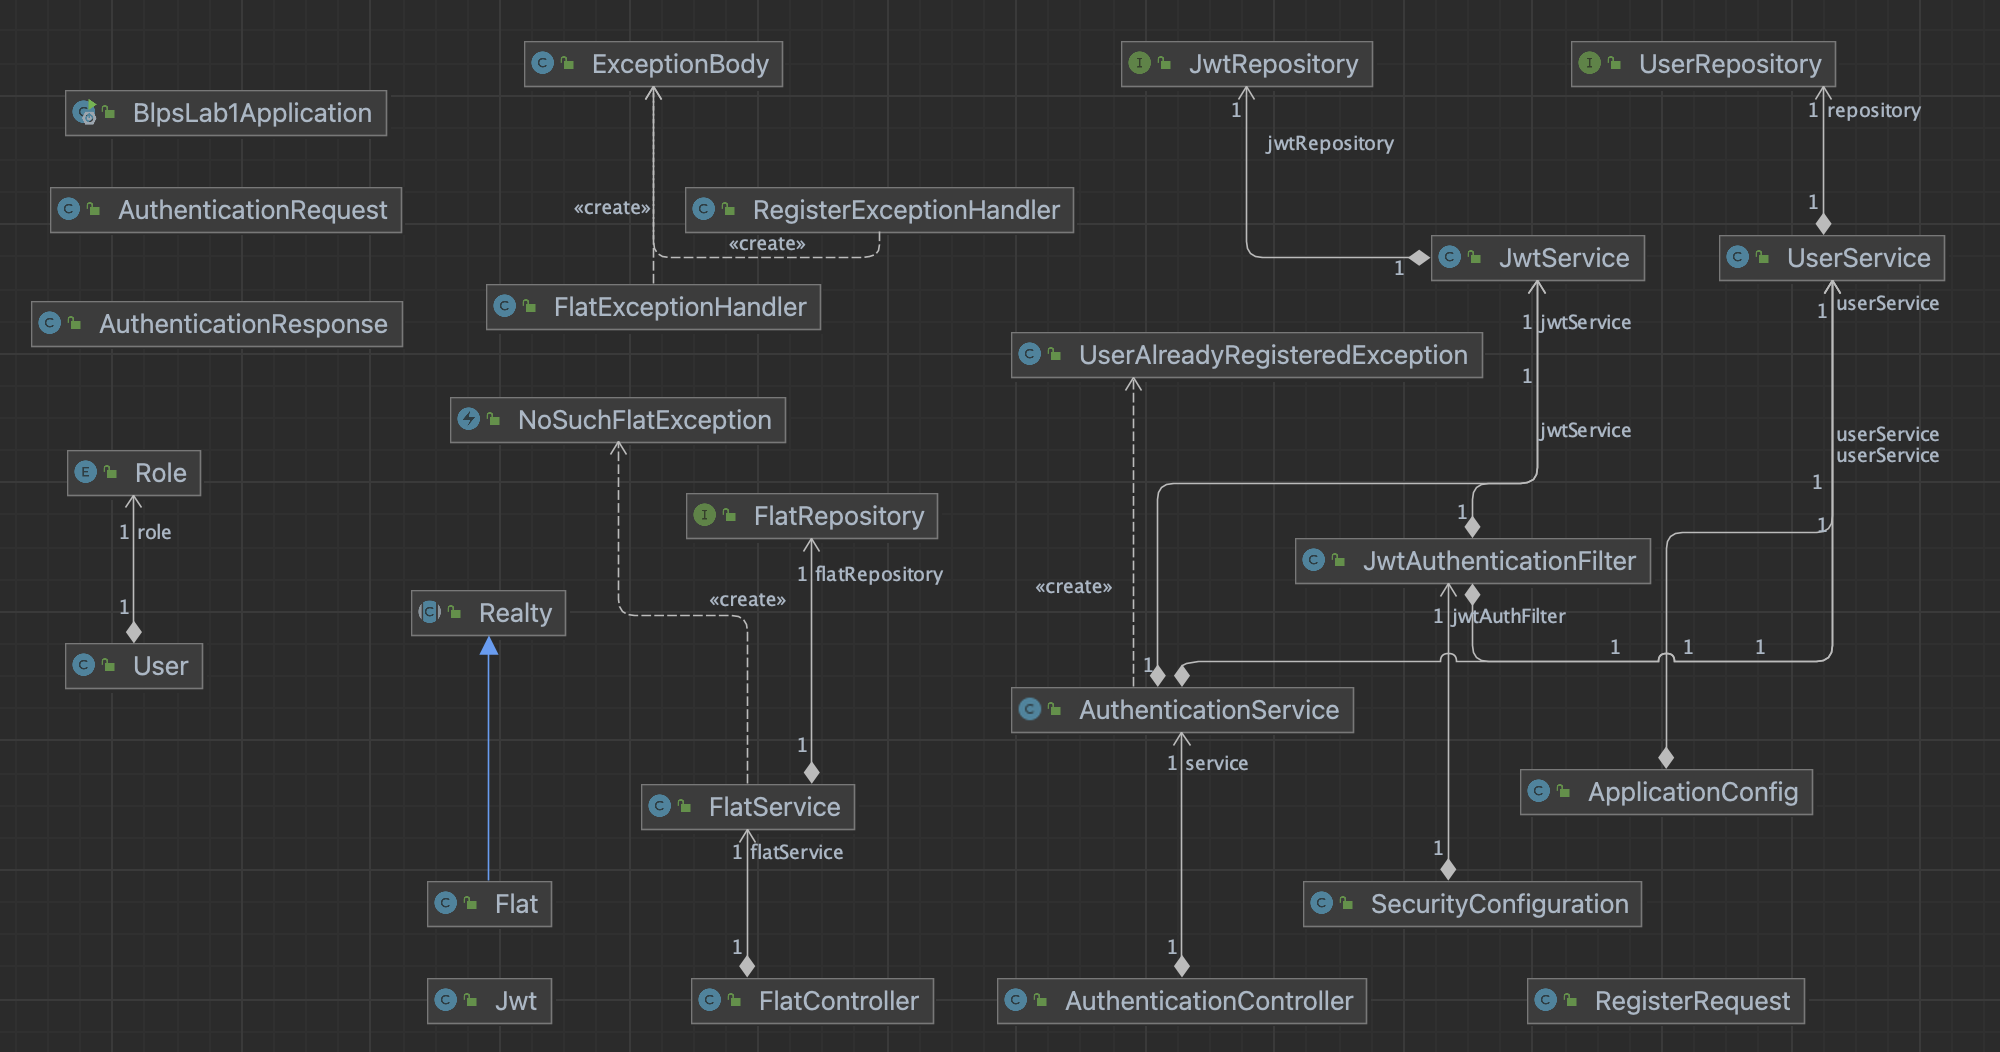 ExceptionBody
JwtRepository
UserRepository
BlpsLab1Application
1
1 repository
jwtRepository
AuthenticationRequest
«create»
RegisterExceptionHandler
1
«create»
JwtService
UserService
1
FlatExceptionHandler
1 userService
AuthenticationResponse
1 jwtService
UserAlreadyRegisteredException
1
NoSuchFlatException
jwtService
userService
userService
Role
1
FlatRepository
1
1
1 role
JwtAuthenticationFilter
1 flatRepository
«create»
«create»
1
Realty
1 jwtAuthFilter
1
1
1
User
1
AuthenticationService
1
1 service
FlatService
ApplicationConfig
1 flatService
1
Flat
SecurityConfiguration
1
1
Jwt
FlatController
AuthenticationController
RegisterRequest